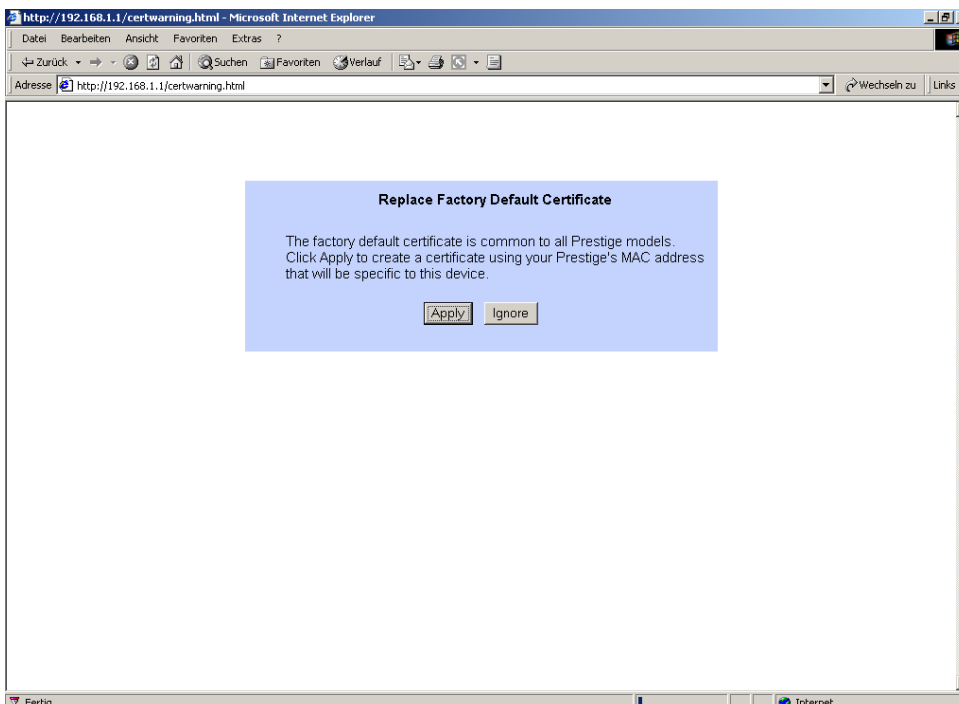 http://192.168.1.1/certwarning.html - Microsoft Internet Explorer
Datei Bearbeiten Ansicht Favoriten Extras ?
Zurück Suchen Favoriten Verlauf
Adresse http://192.168.1.1/certwarning.html Wechseln zu Links
Replace Factory Default Certificate
The factory default certificate is common to all Prestige models.
Click Apply to create a certificate using your Prestige's MAC address
that will be specific to this device.
Apply Ignore
Fertig Internet